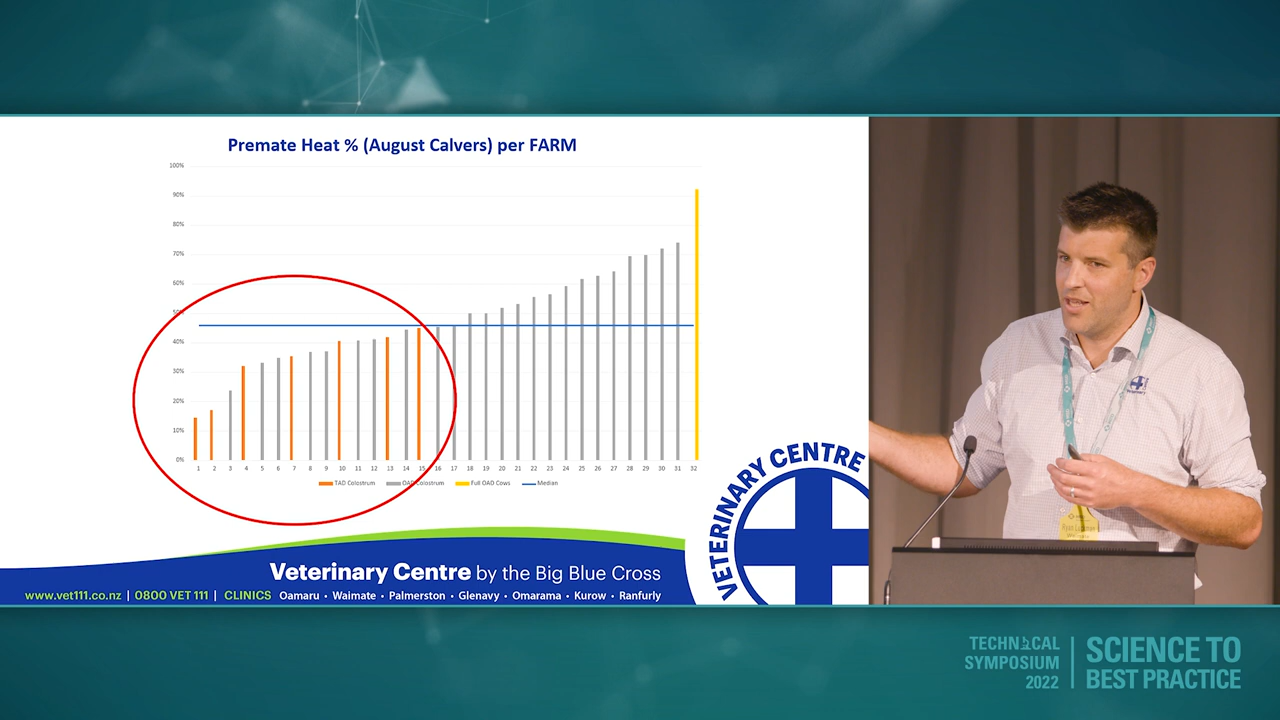 Premate Heat % (August Calvers) per FARM
100%
90%
80%
70%
60%
50%
40%
30%
20%
10%
0%
1 2 3 4 5 6 7 8 9 10 11 12 13 14 15 16 17 18 19 20 21 22 23 24 25 26 27 28 29 30 31 32
TAD Colostrum OAD Colostrum Full OAD Cows Median
VETERINARY CENTRE
Veterinary Centre by the Big Blue Cross
www.vet111.co.nz | 0800 VET 111 | CLINICS Oamaru • Waimate • Palmerston • Glenavy • Omarama • Kurow • Ranfurly
Ryan
TECHNICAL
SYMPOSIUM
2022
SCIENCE TO
BEST PRACTICE